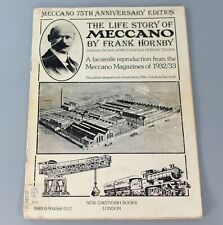 MECCANO 75TH ANNIVERSARY EDITION
THE LIFE STORY OF
MECCANO
BY FRANK HORNBY
A facsimile reproduction from the
Meccano Magazines of 1932/33
NEW CAVENDISH BOOKS
LONDON